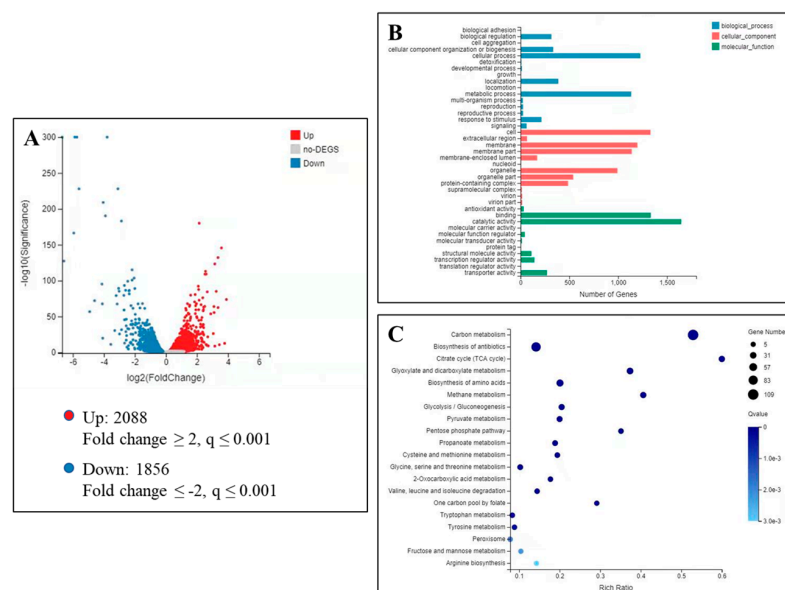 A
Up
no-DEGS
Down
-log10(Significance)
300
250
200
150
100
50
0
-6
-4
-2
0
2
4
6
log2(FoldChange)
Up: 2088
Fold change ≥ 2, q ≤ 0.001
Down: 1856
Fold change ≤ -2, q ≤ 0.001
B
biological_process
cellular_component
molecular_function
biological adhesion
biological regulation
cell aggregation
cellular component organization or biogenesis
cellular process
detoxification
developmental process
growth
localization
locomotion
metabolic process
multi-organism process
reproduction
reproductive process
response to stimulus
signaling
cell
extracellular region
membrane
membrane part
membrane-enclosed lumen
nucleoid
organelle
organelle part
protein-containing complex
supramolecular complex
virion
virion part
antioxidant activity
binding
catalytic activity
molecular carrier activity
molecular function regulator
molecular transducer activity
protein tag
structural molecule activity
transcription regulator activity
translation regulator activity
transporter activity
0
500
1,000
1,500
Number of Genes
C
Carbon metabolism
Biosynthesis of antibiotics
Citrate cycle (TCA cycle)
Glyoxylate and dicarboxylate metabolism
Biosynthesis of amino acids
Methane metabolism
Glycolysis / Gluconeogenesis
Pyruvate metabolism
Pentose phosphate pathway
Propanoate metabolism
Cysteine and methionine metabolism
Glycine, serine and threonine metabolism
2-Oxocarboxylic acid metabolism
Valine, leucine and isoleucine degradation
One carbon pool by folate
Tryptophan metabolism
Tyrosine metabolism
Peroxisome
Fructose and mannose metabolism
Arginine biosynthesis
0.1
0.2
0.3
0.4
0.5
0.6
Rich Ratio
Gene Number
5
31
57
83
109
Qvalue
0
1.0e-3
2.0e-3
3.0e-3